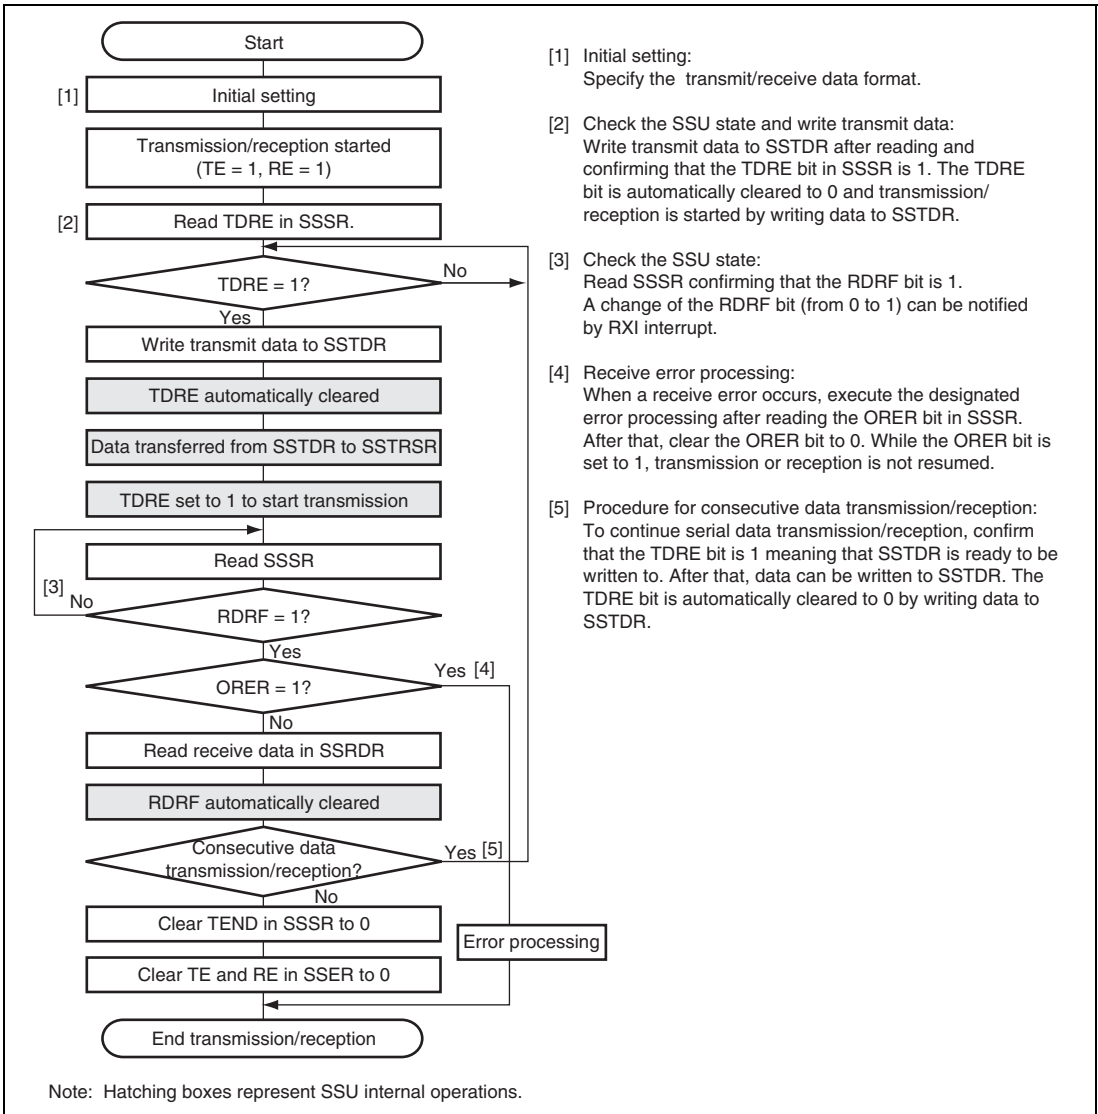 Start
[1] Initial setting
Transmission/reception started
(TE = 1, RE = 1)
[2] Read TDRE in SSSR.
TDRE = 1?
No
Yes
Write transmit data to SSTDR
TDRE automatically cleared
Data transferred from SSTDR to SSTRSR
TDRE set to 1 to start transmission
Read SSSR
[3]
No
RDRF = 1?
Yes
ORER = 1?
Yes [4]
No
Read receive data in SSRDR
RDRF automatically cleared
Consecutive data
transmission/reception?
Yes [5]
No
Clear TEND in SSSR to 0
Error processing
Clear TE and RE in SSER to 0
End transmission/reception
[1] Initial setting:
Specify the transmit/receive data format.
[2] Check the SSU state and write transmit data:
Write transmit data to SSTDR after reading and
confirming that the TDRE bit in SSSR is 1. The TDRE
bit is automatically cleared to 0 and transmission/
reception is started by writing data to SSTDR.
[3] Check the SSU state:
Read SSSR confirming that the RDRF bit is 1.
A change of the RDRF bit (from 0 to 1) can be notified
by RXI interrupt.
[4] Receive error processing:
When a receive error occurs, execute the designated
error processing after reading the ORER bit in SSSR.
After that, clear the ORER bit to 0. While the ORER bit is
set to 1, transmission or reception is not resumed.
[5] Procedure for consecutive data transmission/reception:
To continue serial data transmission/reception, confirm
that the TDRE bit is 1 meaning that SSTDR is ready to be
written to. After that, data can be written to SSTDR. The
TDRE bit is automatically cleared to 0 by writing data to
SSTDR.
Note: Hatching boxes represent SSU internal operations.